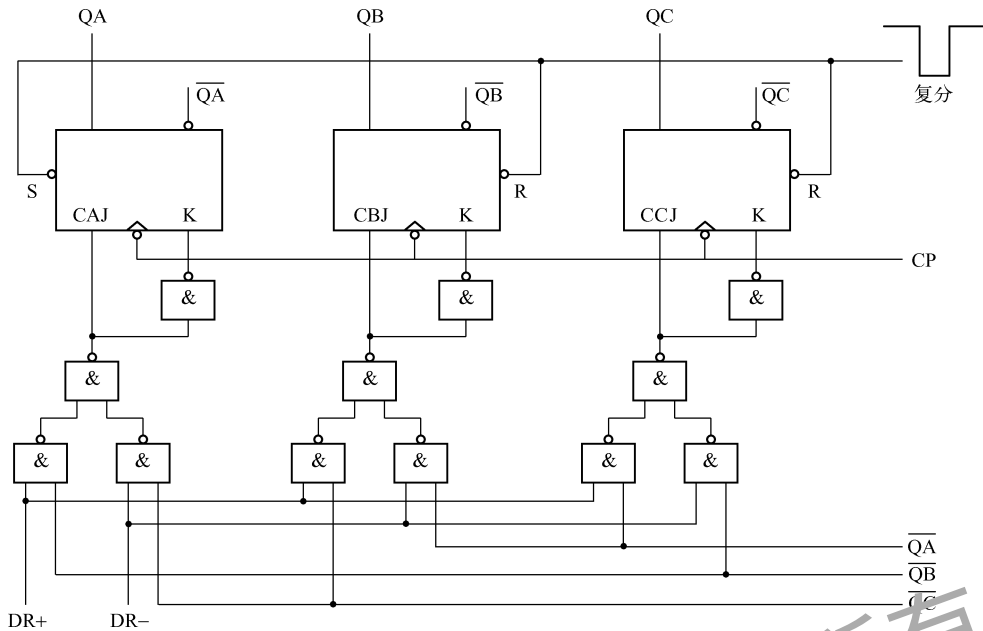 QA QB QC
复分
QA QB QC
S R R
CAJ K CBJ K CCJ K
CP
& & &
& & &
& & & & & &
QA
QB
QC
DR+ DR−